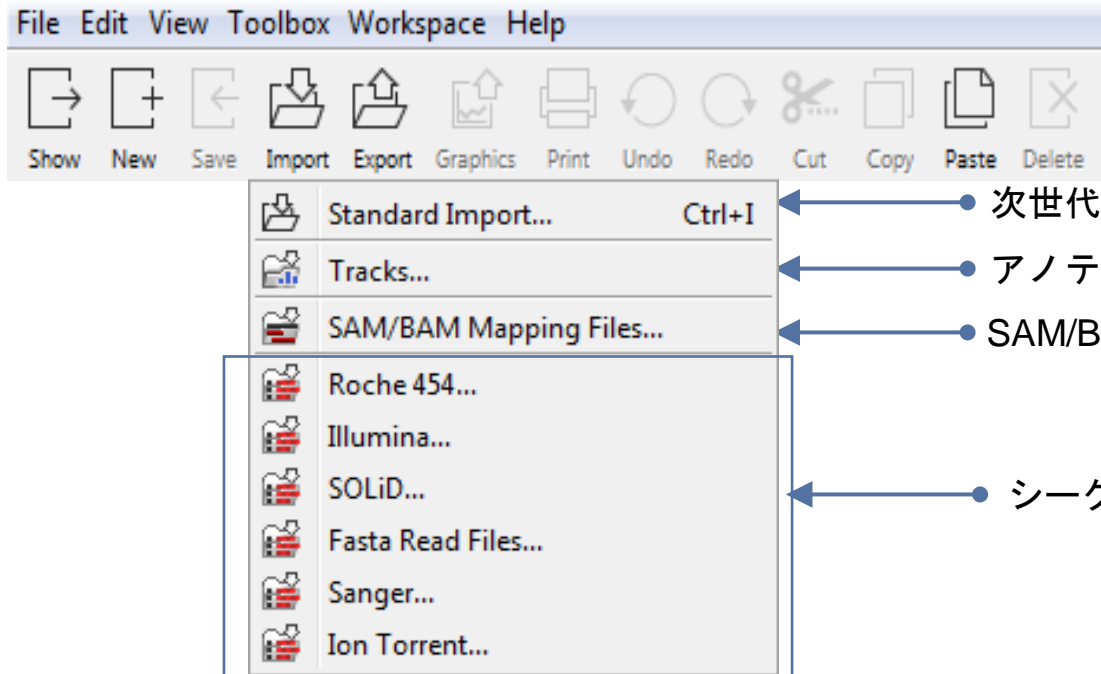 File Edit View Toolbox Workspace Help
Show New Save Import Export Graphics Print Undo Redo Cut Copy Paste Delete
Standard Import... Ctrl+I
次世代
Tracks...
アノテ
SAM/BAM Mapping Files...
SAM/B
Roche 454...
Illumina...
SOLiD...
シーク
Fasta Read Files...
Sanger...
Ion Torrent...